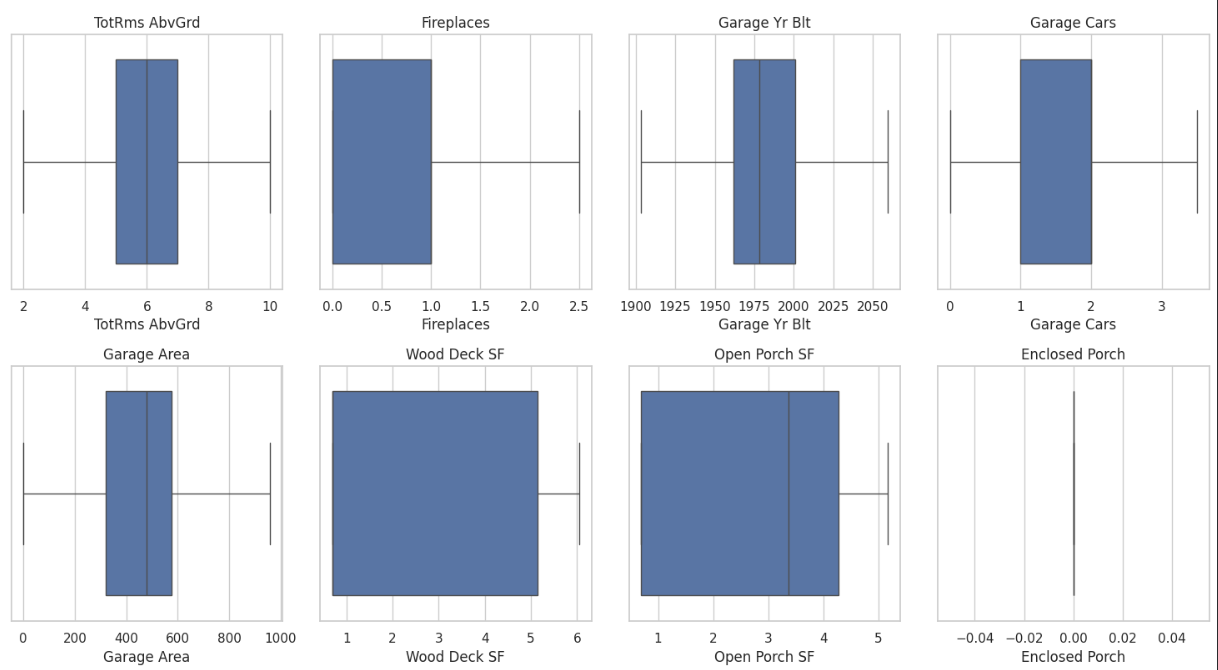 TotRms AbvGrd Fireplaces Garage Yr Blt Garage Cars
2 4 6 8 10 0.0 0.5 1.0 1.5 2.0 2.5 1900 1925 1950 1975 2000 2025 2050 0 1 2 3
TotRms AbvGrd Fireplaces Garage Yr Blt Garage Cars
Garage Area Wood Deck SF Open Porch SF Enclosed Porch
0 200 400 600 800 1000 1 2 3 4 5 6 1 2 3 4 5 −0.04 −0.02 0.00 0.02 0.04
Garage Area Wood Deck SF Open Porch SF Enclosed Porch